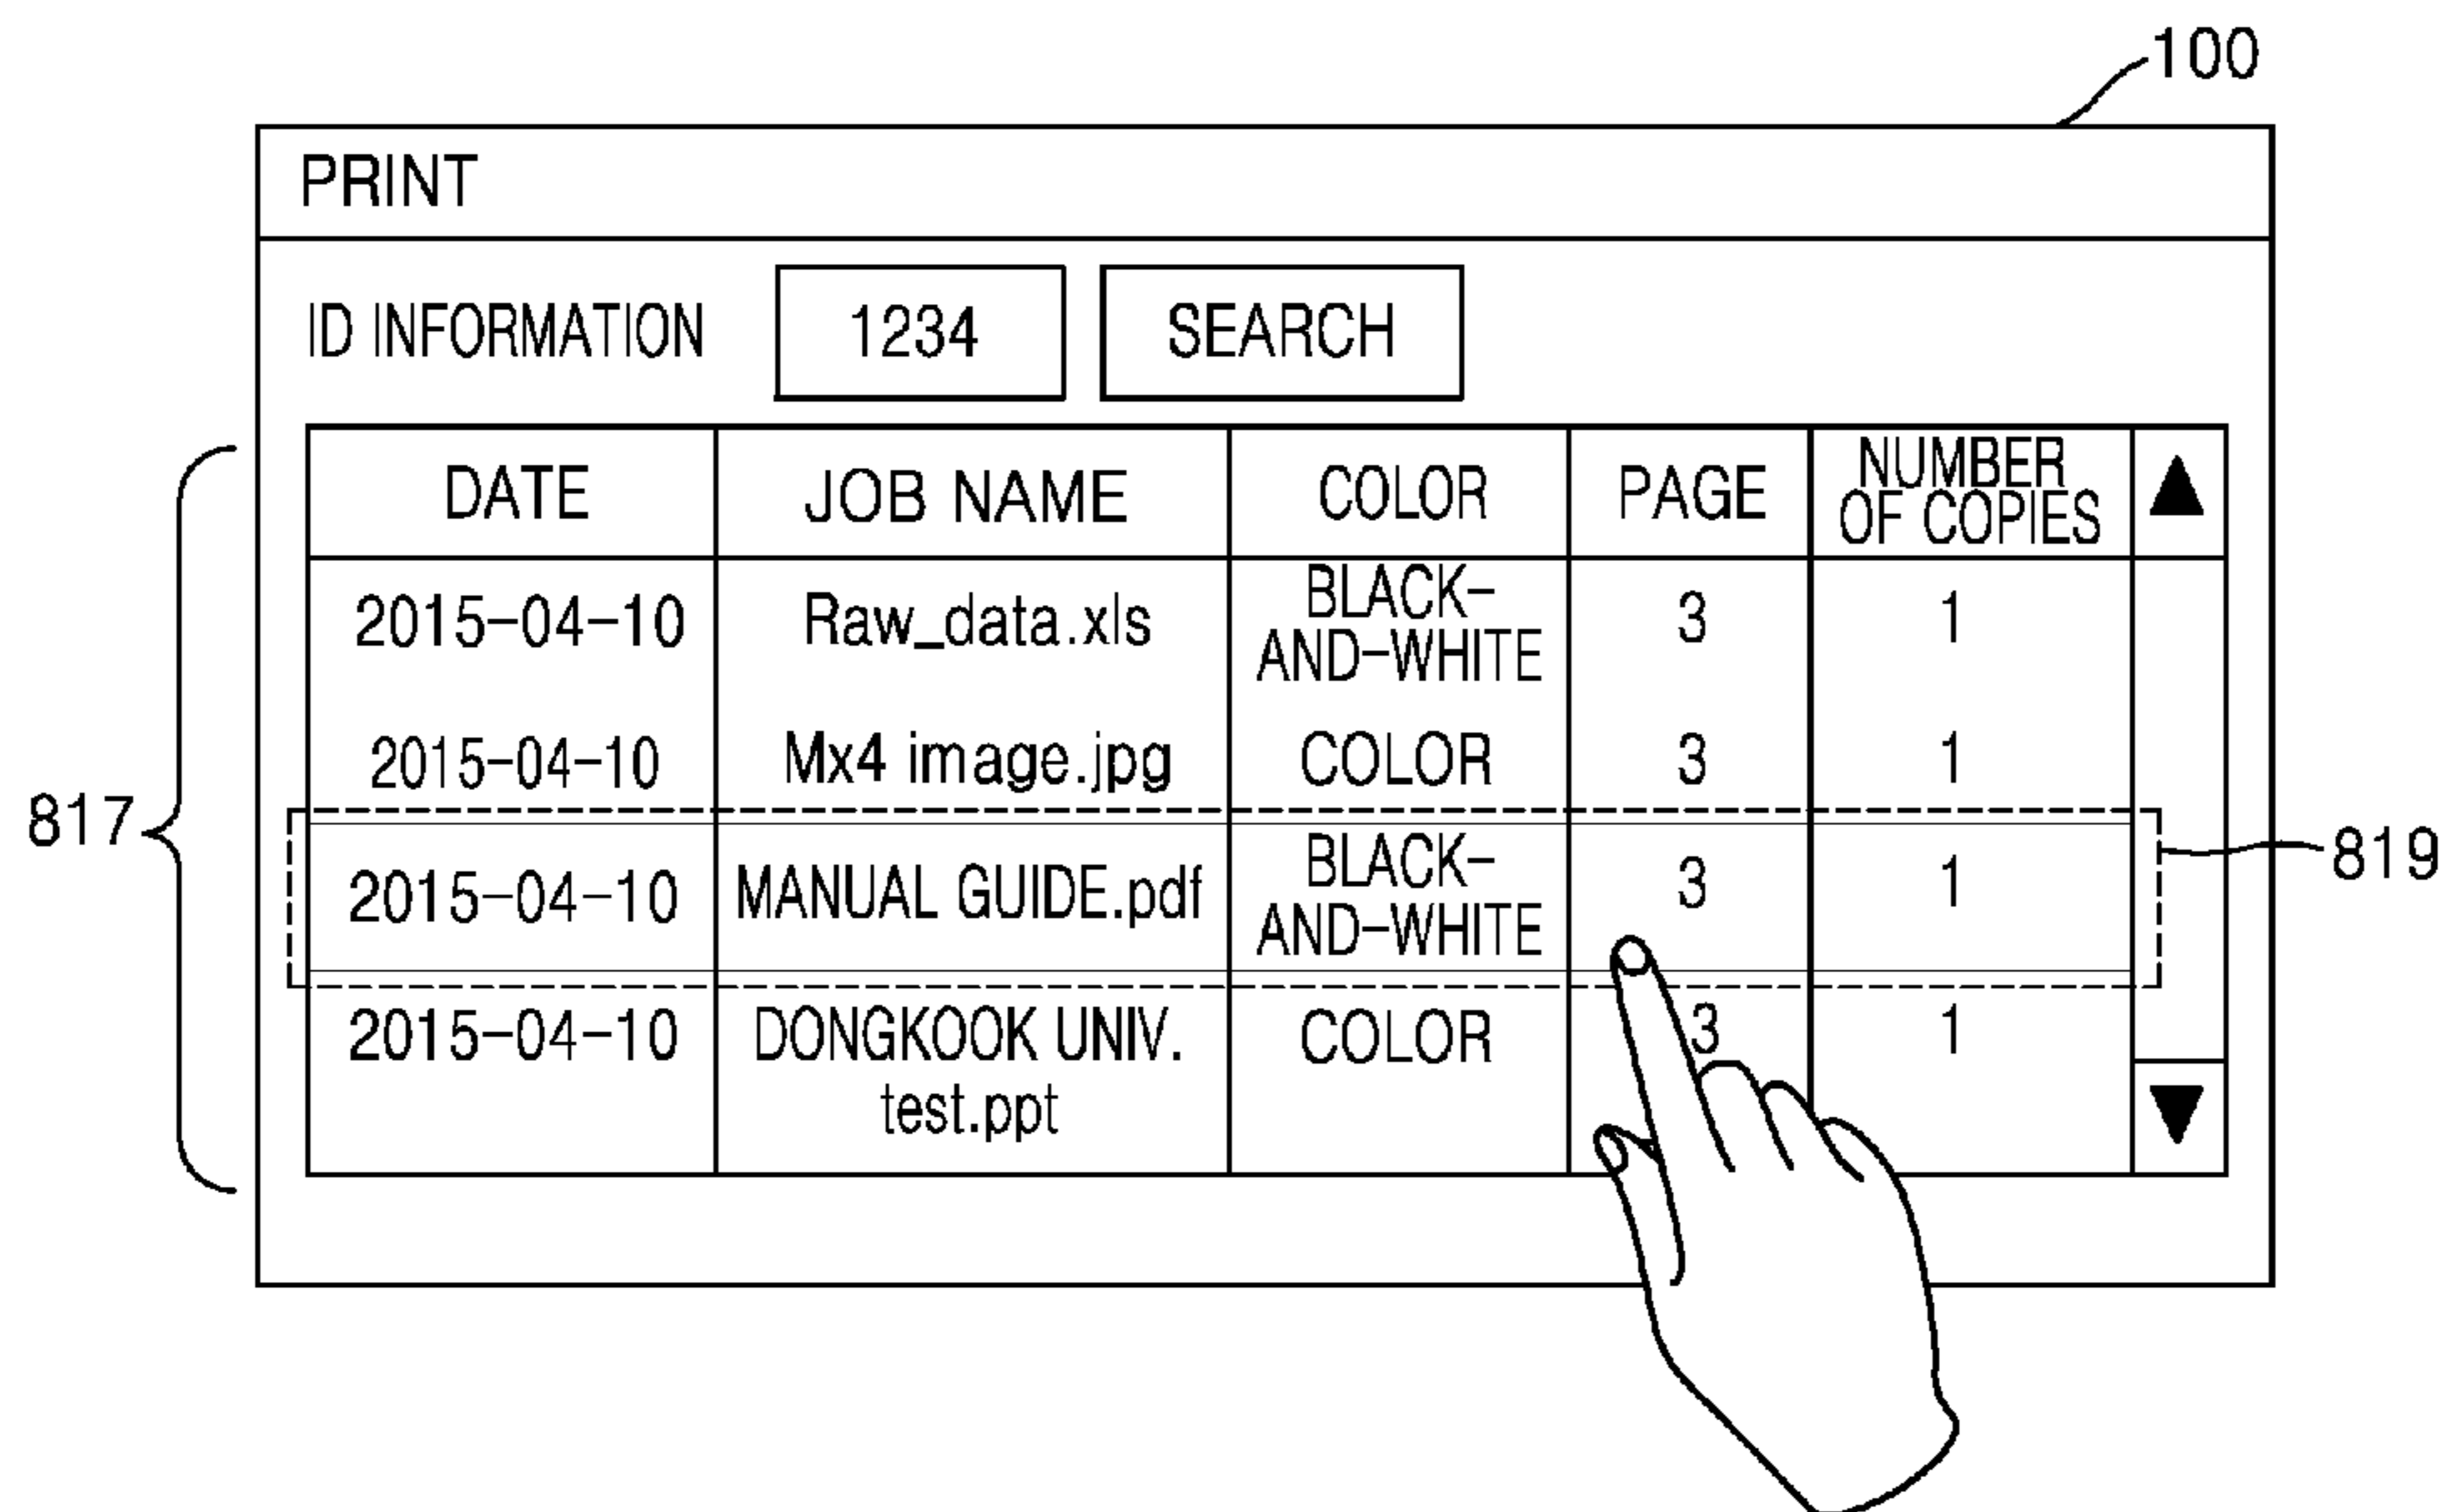 100
PRINT
ID INFORMATION 1234 SEARCH
DATE JOB NAME COLOR PAGE NUMBER OF COPIES ▲
2015-04-10 Raw_data.xls BLACK-AND-WHITE 3 1
2015-04-10 Mx4 image.jpg COLOR 3 1
817
2015-04-10 MANUAL GUIDE.pdf BLACK-AND-WHITE 3 1
819
2015-04-10 DONGKOOK UNIV. COLOR 3 1
test.ppt ▼